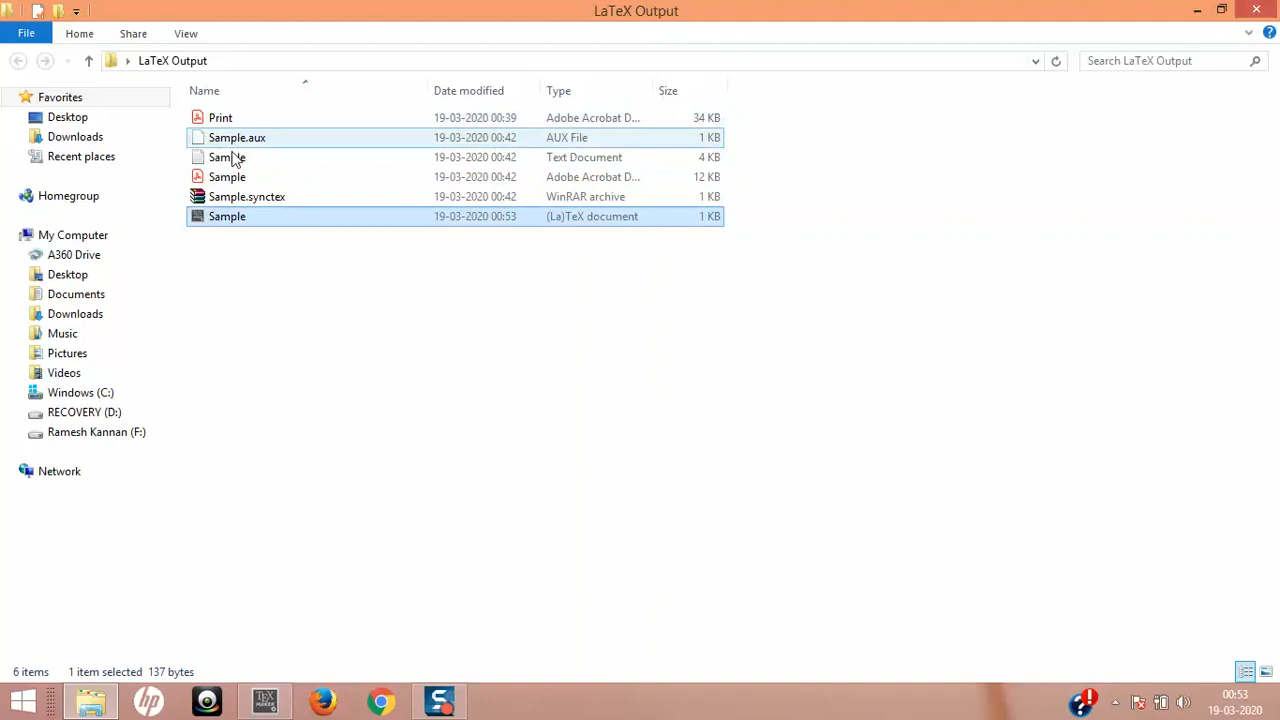 LaTeX Output
File Home Share View
LaTeX Output Search LaTeX Output
Name Date modified Type Size
Favorites
Desktop
Downloads
Recent places
Homegroup
My Computer
A360 Drive
Desktop
Documents
Downloads
Music
Pictures
Videos
Windows (C:)
RECOVERY (D:)
Ramesh Kannan (F:)
Network
Print 19-03-2020 00:39 Adobe Acrobat D... 34 KB
Sample.aux 19-03-2020 00:42 AUX File 1 KB
Sample 19-03-2020 00:42 Text Document 4 KB
Sample 19-03-2020 00:42 Adobe Acrobat D... 12 KB
Sample.synctex 19-03-2020 00:42 WinRAR archive 1 KB
Sample 19-03-2020 00:53 (La)TeX document 1 KB
6 items 1 item selected 137 bytes
hp
TEX MAKER
S
00:53
19-03-2020